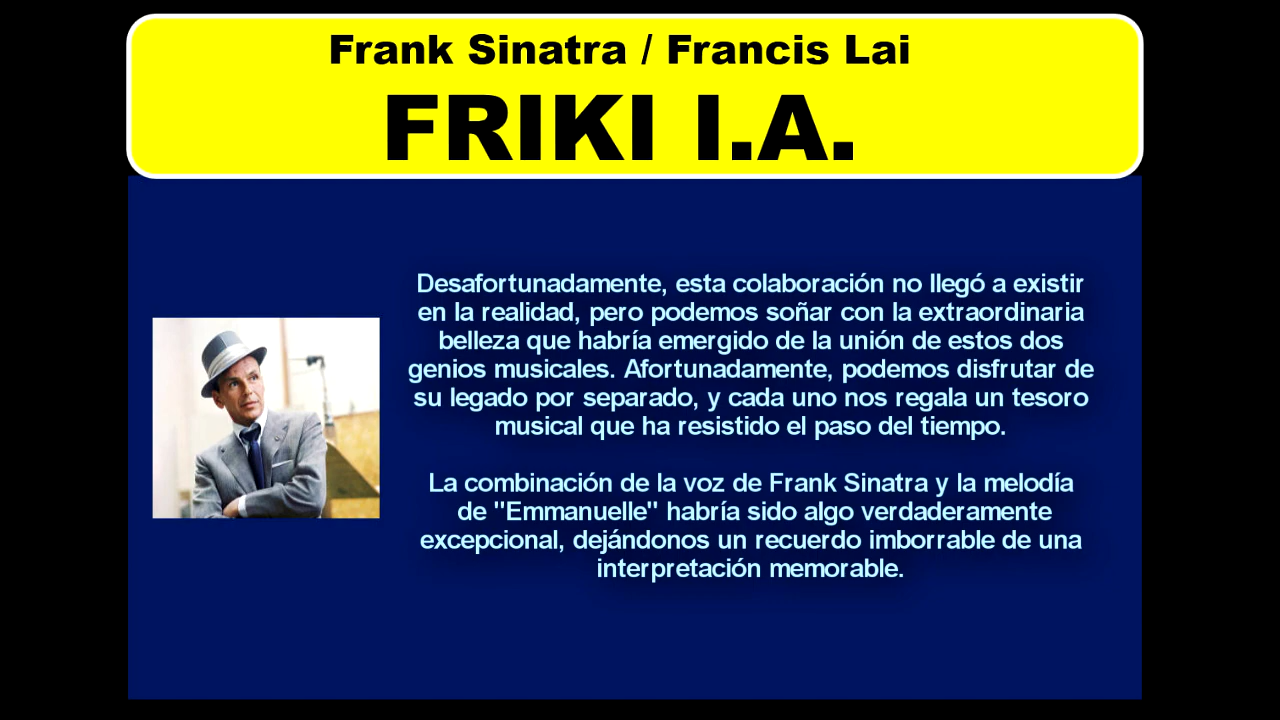 Frank Sinatra / Francis Lai
FRIKI I.A.
Desafortunadamente, esta colaboración no llegó a existir
en la realidad, pero podemos soñar con la extraordinaria
belleza que habría emergido de la unión de estos dos
genios musicales. Afortunadamente, podemos disfrutar de
su legado por separado, y cada uno nos regala un tesoro
musical que ha resistido el paso del tiempo.
La combinación de la voz de Frank Sinatra y la melodía
de "Emmanuelle" habría sido algo verdaderamente
excepcional, dejándonos un recuerdo imborrable de una
interpretación memorable.